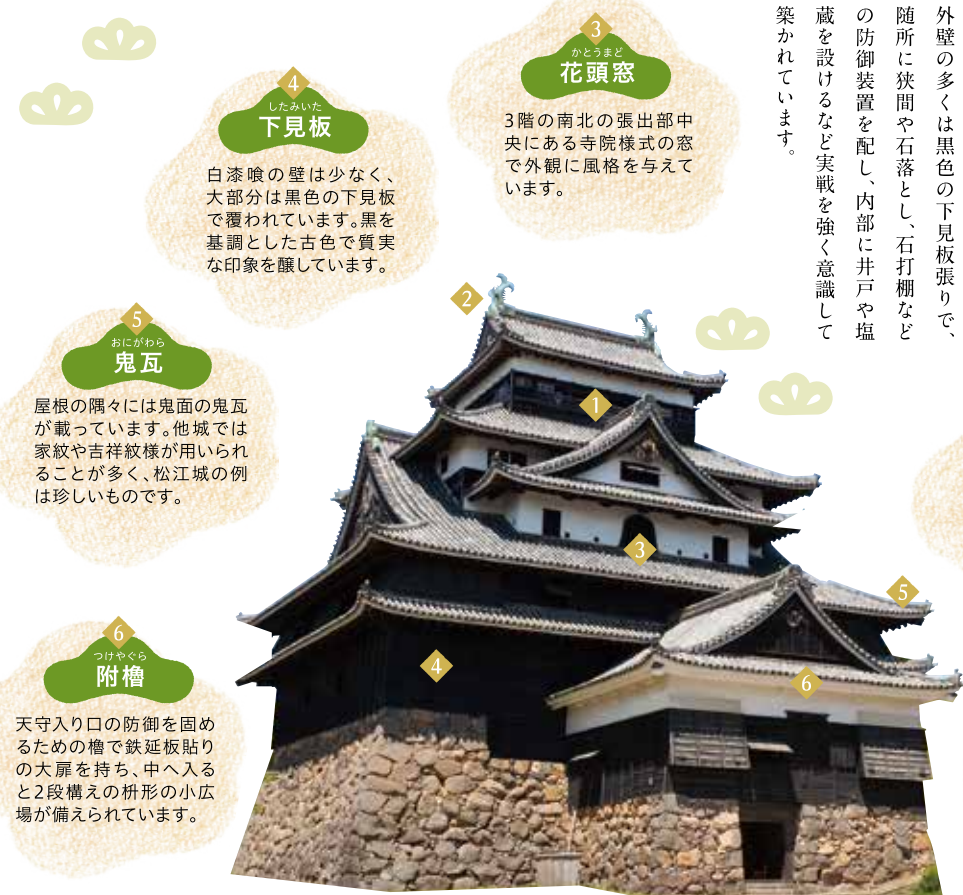 外壁の多くは黒色の下見板張りで、
随所に狭間や石落とし、石打棚など
の防御装置を配し、内部に井戸や塩
蔵を設けるなど実戦を強く意識して
築かれています。
3
かとうまど
花頭窓
3階の南北の張出部中
央にある寺院様式の窓
で外観に風格を与えて
います。
4
したみいた
下見板
白漆喰の壁は少なく、
大部分は黒色の下見板
で覆われています。黒を
基調とした古色で質実
な印象を醸しています。
5
おにがわら
鬼瓦
屋根の隅々には鬼面の鬼瓦
が載っています。他城では
家紋や吉祥紋様が用いられ
ることが多く、松江城の例
は珍しいものです。
6
つけやぐら
附櫓
天守入り口の防御を固め
るための櫓で鉄延板貼り
の大扉を持ち、中へ入る
と2段構えの枡形の小広
場が備えられています。
2
1
3
5
4
6